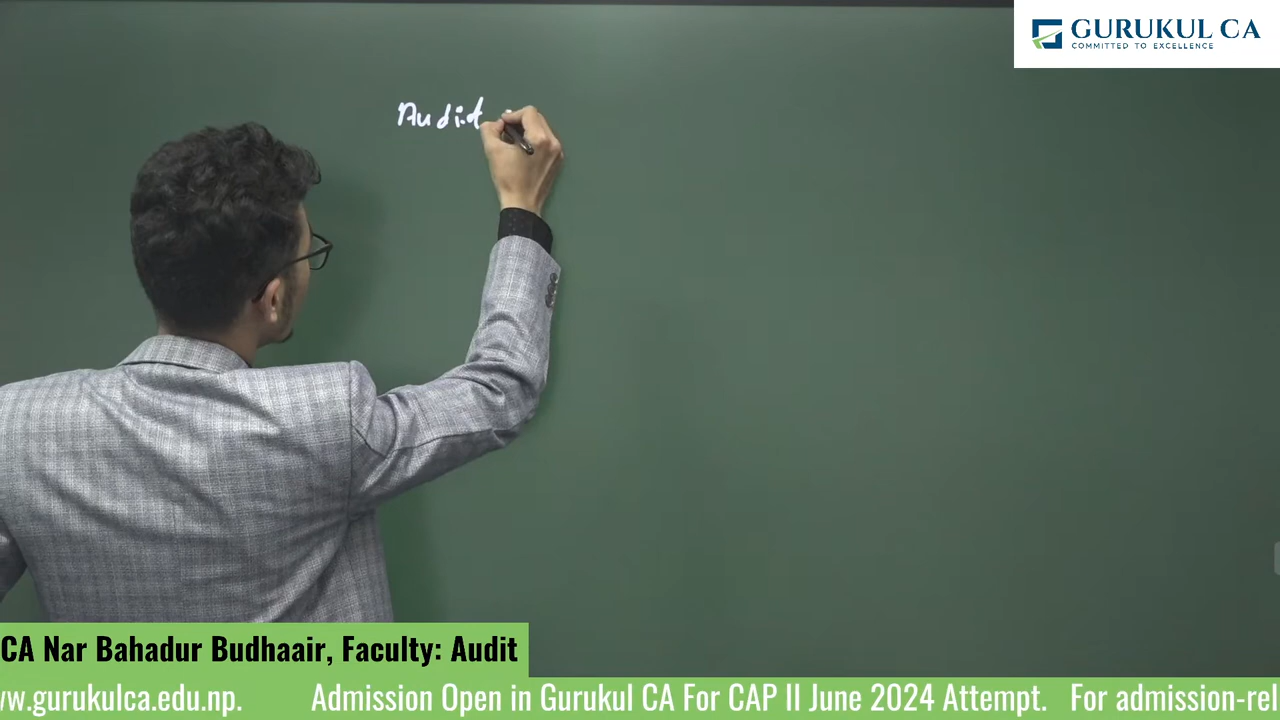 GURUKUL CA
COMMITTED TO EXCELLENCE
Audit
CA Nar Bahadur Budhaair, Faculty: Audit
w.gurukulca.edu.np. Admission Open in Gurukul CA For CAP II June 2024 Attempt. For admission-rel